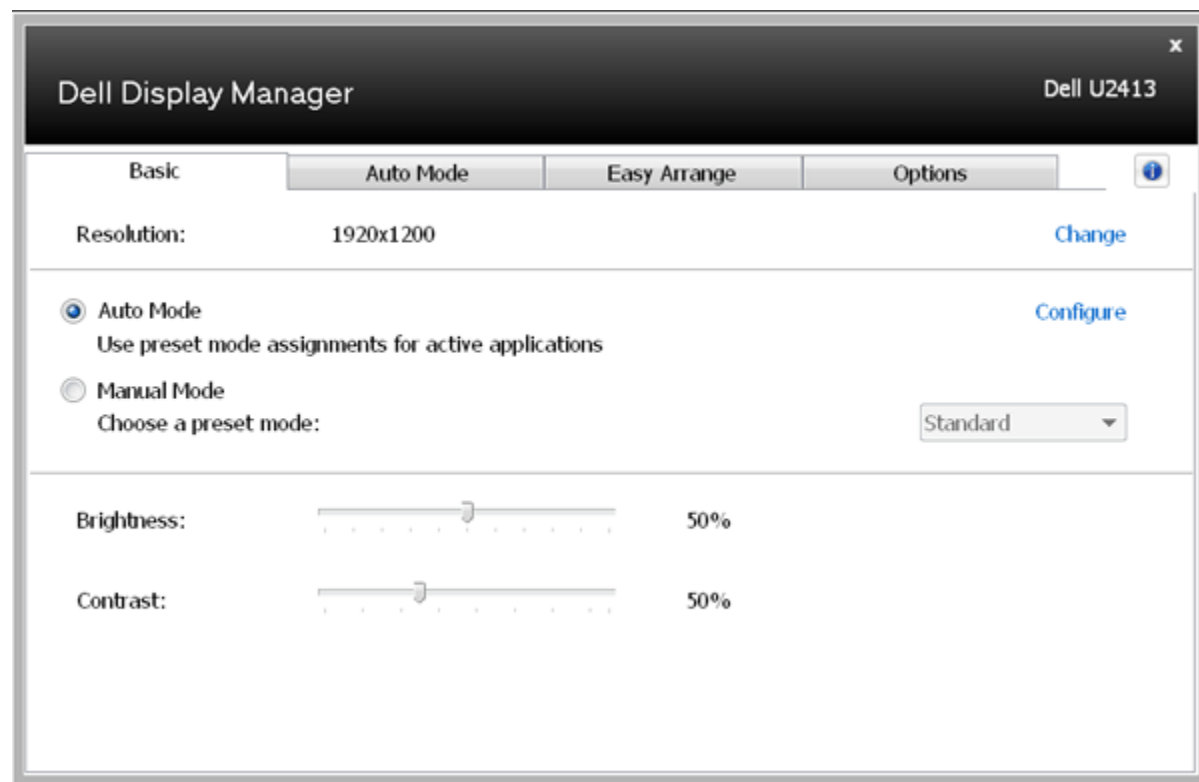 x
Dell Display Manager Dell U2413
Basic Auto Mode Easy Arrange Options
Resolution: 1920x1200 Change
Auto Mode Configure
Use preset mode assignments for active applications
Manual Mode
Choose a preset mode: Standard
Brightness: 50%
Contrast: 50%